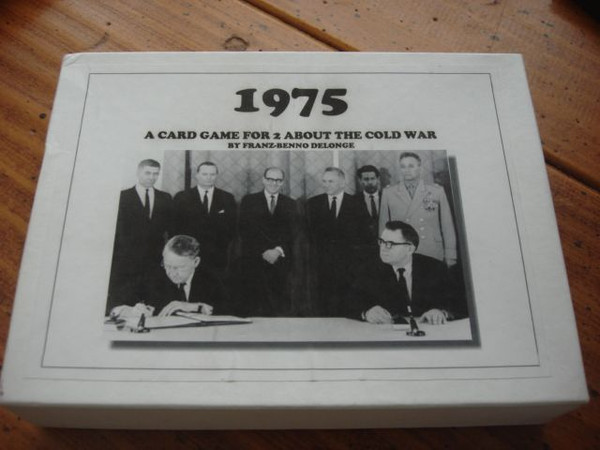 1975
A CARD GAME FOR 2 ABOUT THE COLD WAR
BY FRANZ-BENNO DELONGE